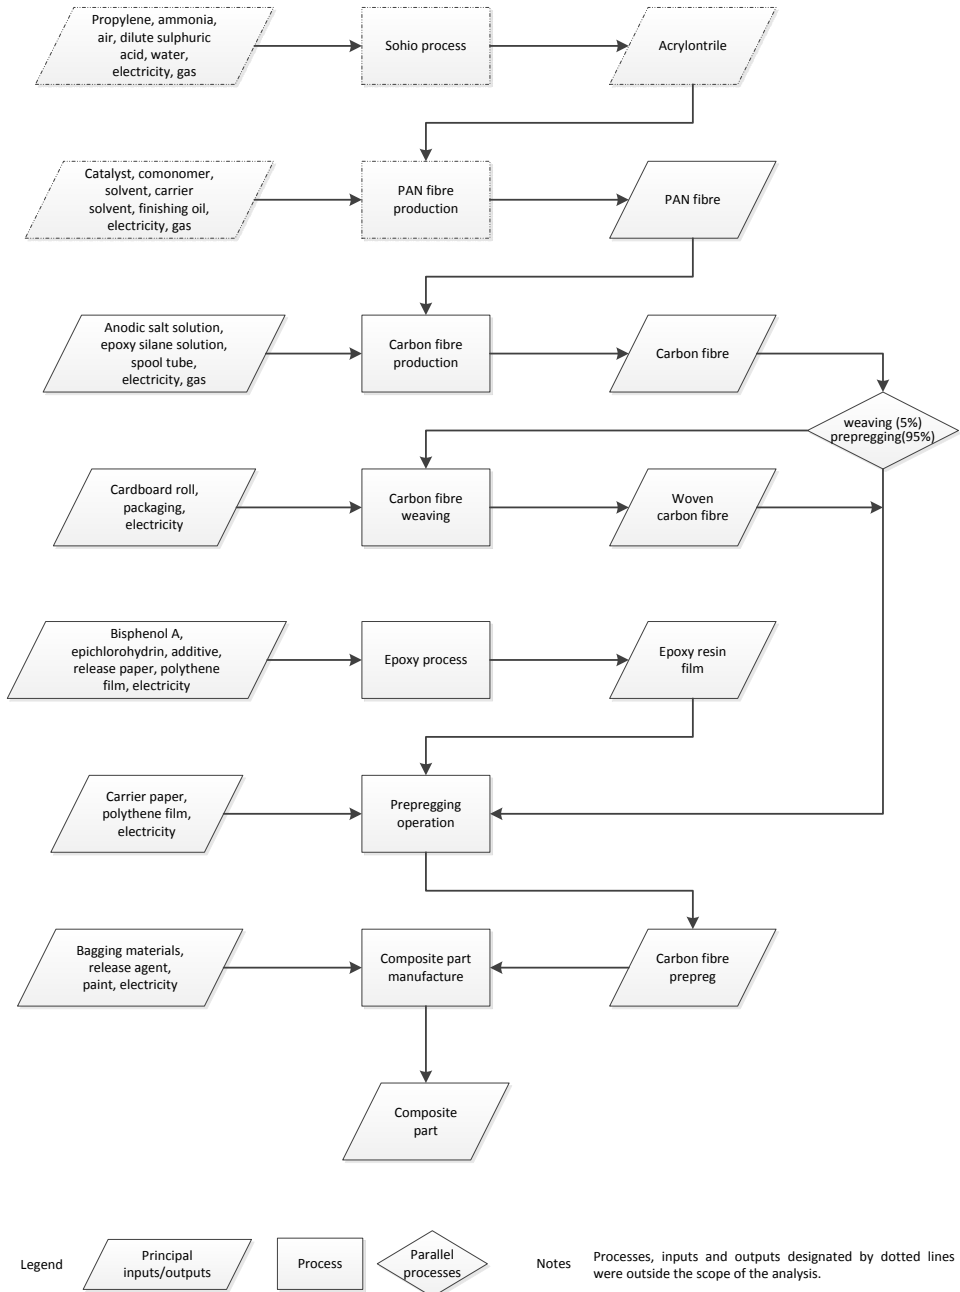 Propylene, ammonia,
air, dilute sulphuric
acid, water,
electricity, gas
Sohio process
Acrylontrile
Catalyst, comonomer,
solvent, carrier
solvent, finishing oil,
electricity, gas
PAN fibre
production
PAN fibre
Anodic salt solution,
epoxy silane solution,
spool tube,
electricity, gas
Carbon fibre
production
Carbon fibre
weaving (5%)
prepregging(95%)
Cardboard roll,
packaging,
electricity
Carbon fibre
weaving
Woven
carbon fibre
Bisphenol A,
epichlorohydrin, additive,
release paper, polythene
film, electricity
Epoxy process
Epoxy resin
film
Carrier paper,
polythene film,
electricity
Prepregging
operation
Bagging materials,
release agent,
paint, electricity
Composite part
manufacture
Carbon fibre
prepreg
Composite
part
Legend
Principal
inputs/outputs
Process
Parallel
processes
Notes
Processes, inputs and outputs designated by dotted lines
were outside the scope of the analysis.